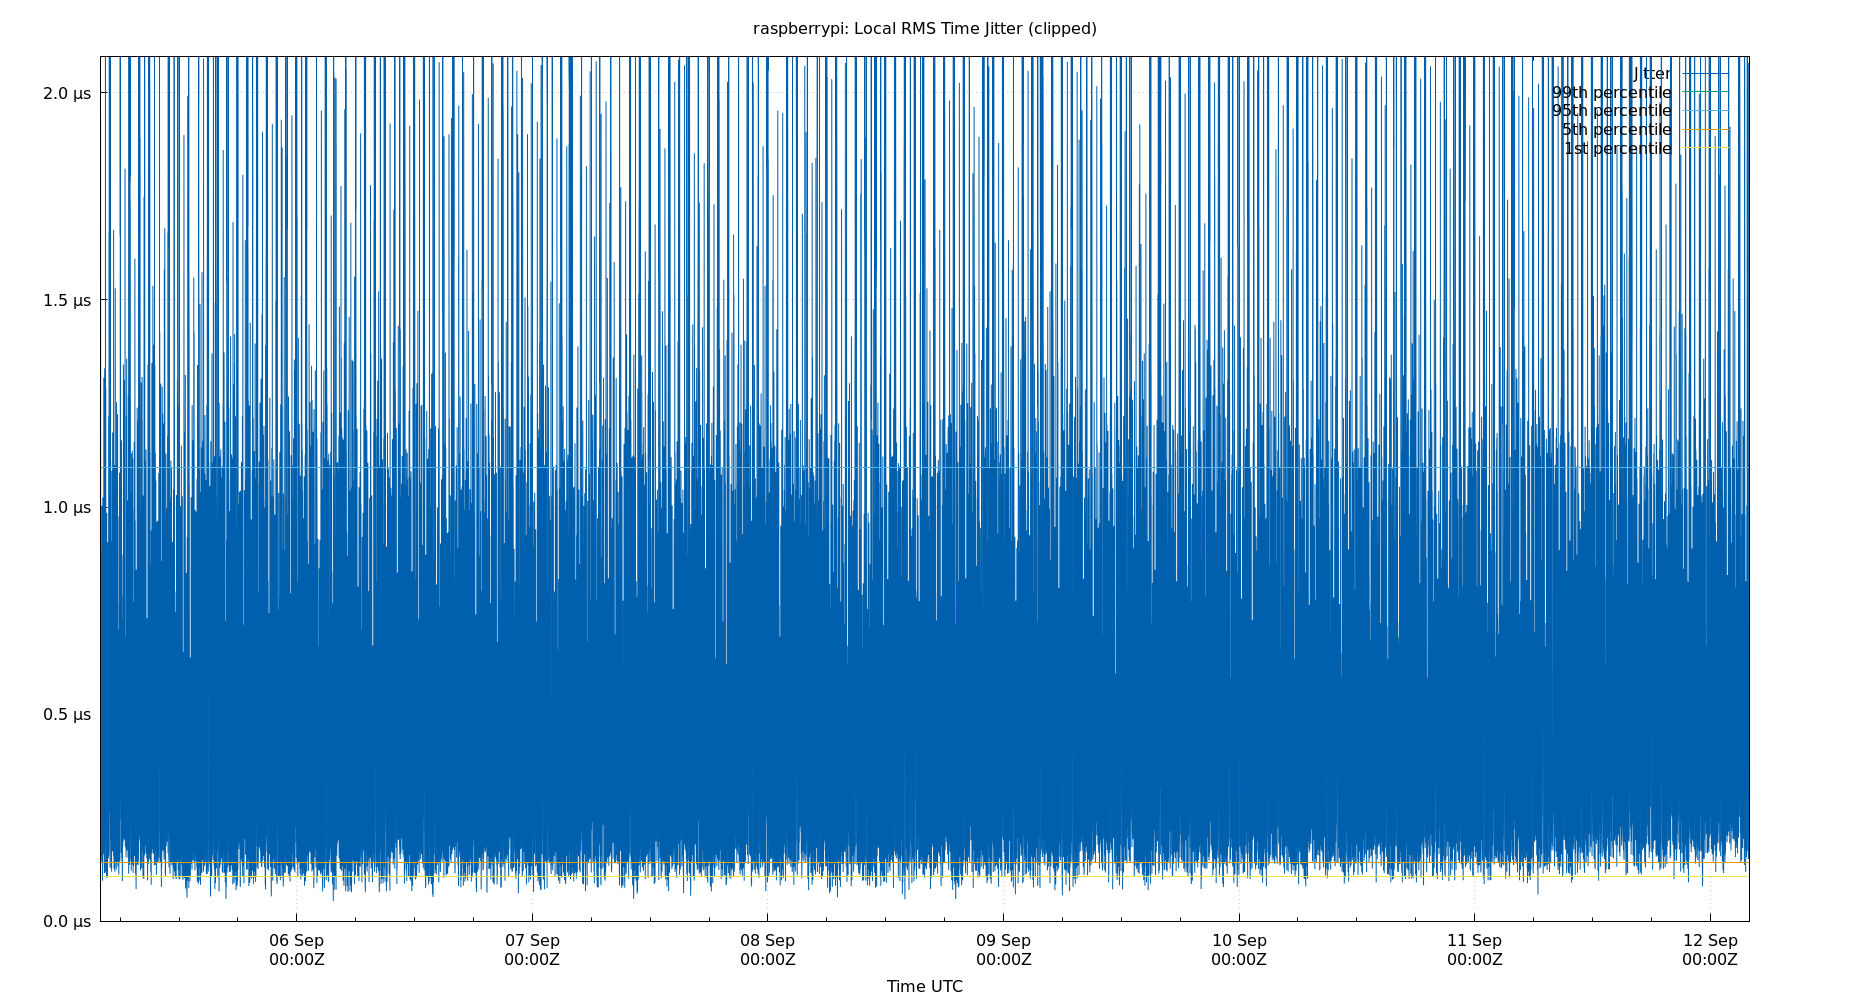 raspberrypi: Local RMS Time Jitter (clipped)
Jitter
99th percentile
95th percentile
5th percentile
1st percentile
2.0 µs
1.5 µs
1.0 µs
0.5 µs
0.0 µs
06 Sep
00:00Z
07 Sep
00:00Z
08 Sep
00:00Z
09 Sep
00:00Z
10 Sep
00:00Z
11 Sep
00:00Z
12 Sep
00:00Z
Time UTC